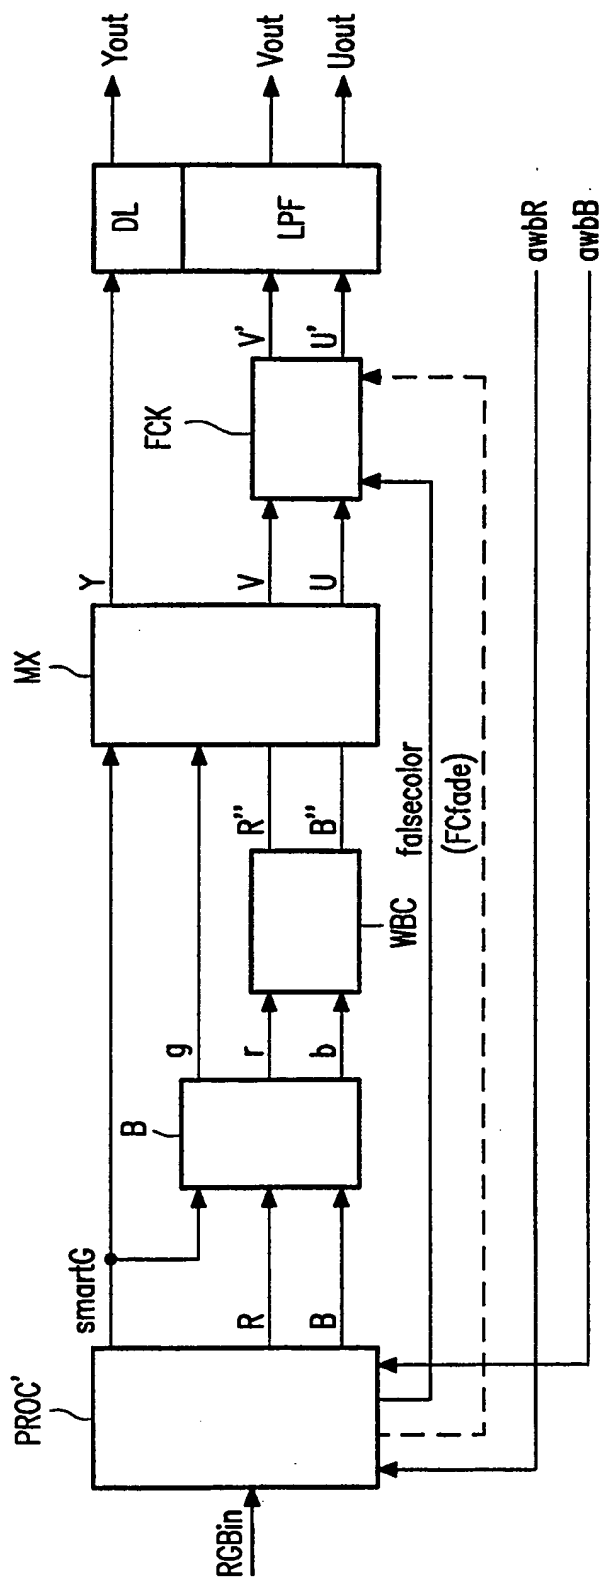 RGBin
PROC'
smartG
R
B
B
g
r
b
WBC
R"
B"
falsecolor
(FCfade)
MX
Y
V
U
FCK
V'
U'
DL
LPF
Yout
Vout
Uout
awbR
awbB